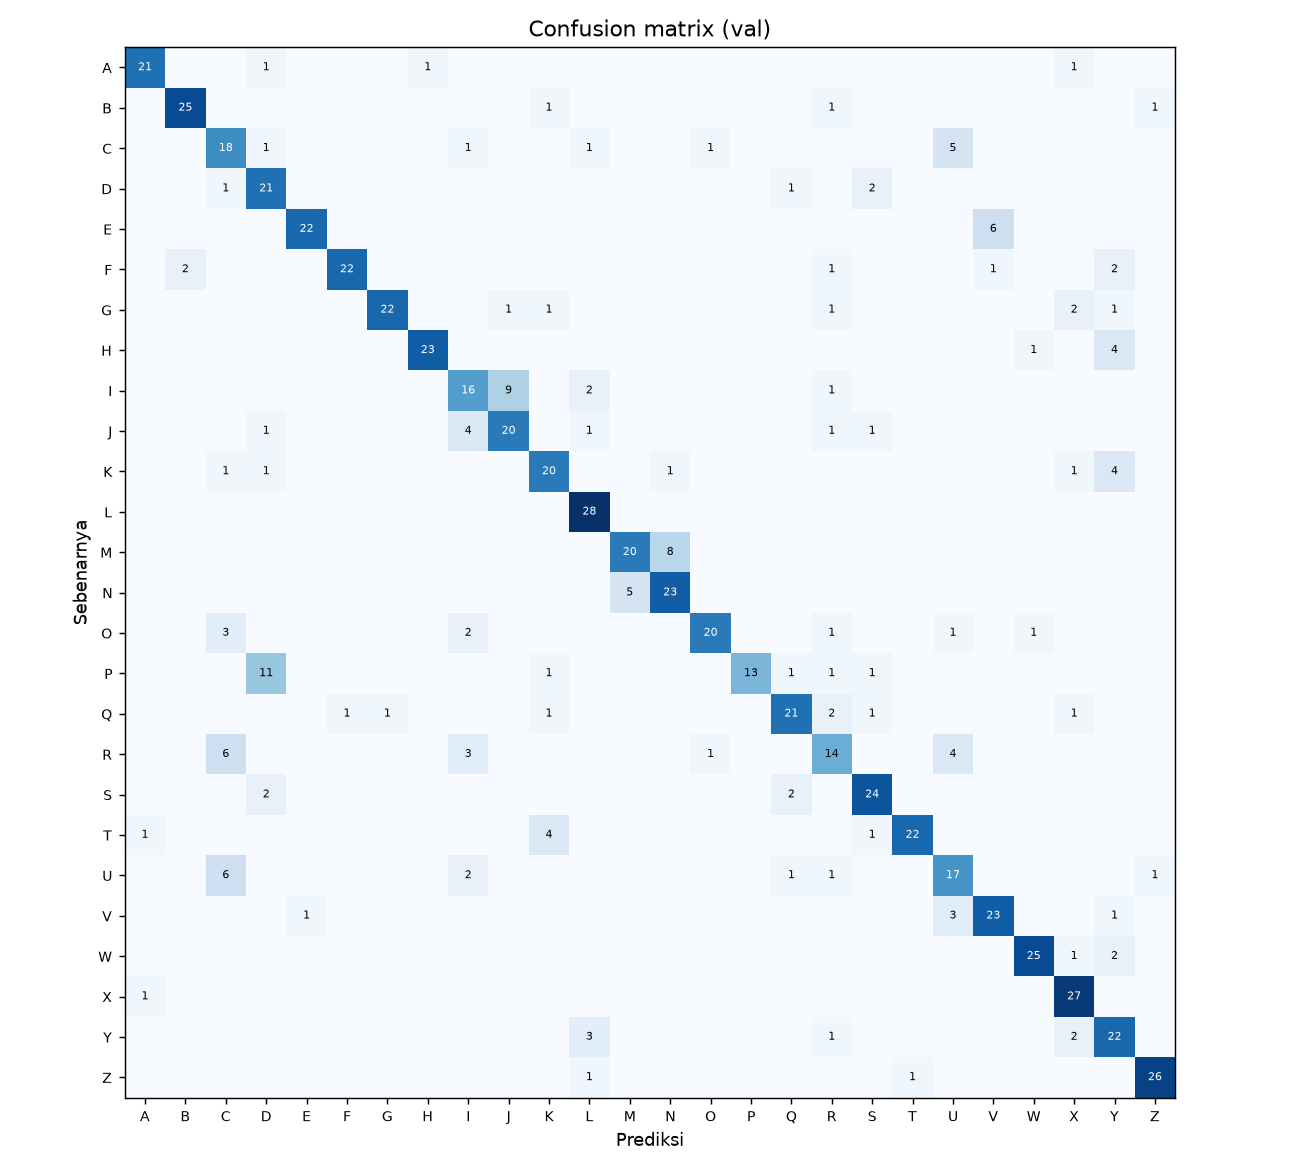 Confusion matrix (val)
A 21 1 1 1
B 25 1 1 1
C 18 1 1 1 1 5
D 1 21 1 2
E 22 6
F 2 22 1 1 2
G 22 1 1 1 2 1
H 23 1 4
I 16 9 2 1
J 1 4 20 1 1 1
K 1 1 20 1 1 4
L 28
M 20 8
N 5 23
O 3 2 20 1 1 1
P 11 1 13 1 1 1
Q 1 1 1 21 2 1 1
R 6 3 1 14 4
S 2 2 24
T 1 4 1 22
U 6 2 1 1 17 1
V 1 3 23 1
W 25 1 2
X 1 27
Y 3 1 2 22
Z 1 1 26
A B C D E F G H I J K L M N O P Q R S T U V W X Y Z
Prediksi
Sebenarnya